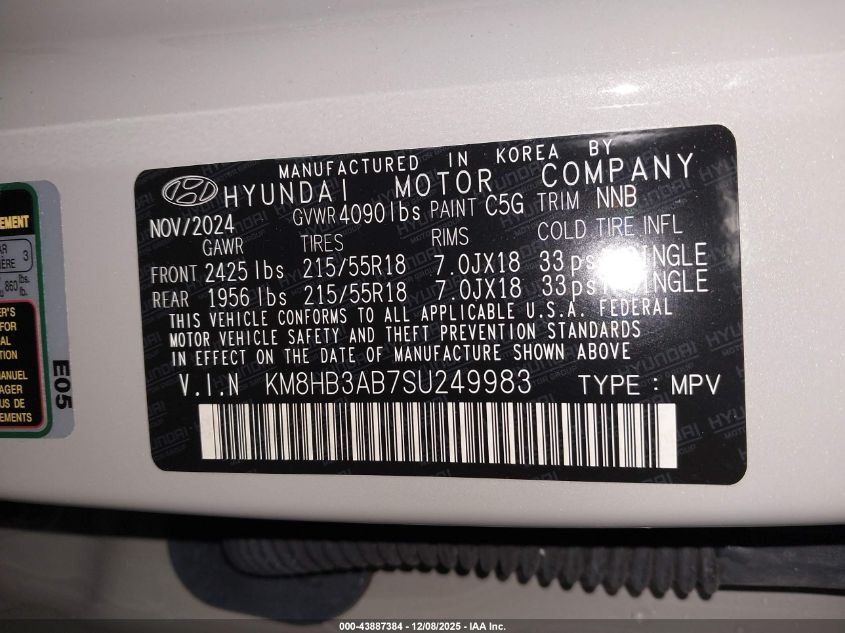 MANUFACTURED IN KOREA BY
HYUNDAI MOTOR COMPANY
NOV/2024 GVWR 4090 lbs PAINT C5G TRIM NNB
GAWR TIRES RIMS COLD TIRE INFL
FRONT 2425 lbs 215/55R18 7.0JX18 33
REAR 1956 lbs 215/55R18 7.0JX18 33
THIS VEHICLE CONFORMS TO ALL APPLICABLE U.S.A. FEDERAL
MOTOR VEHICLE SAFETY AND THEFT PREVENTION STANDARDS
IN EFFECT ON THE DATE OF MANUFACTURE SHOWN ABOVE
V.I.N KM8HB3AB7SU249983 TYPE : MPV
3
860 lbs.
E05
000-43887384 - 12/08/2025 - IAA Inc.